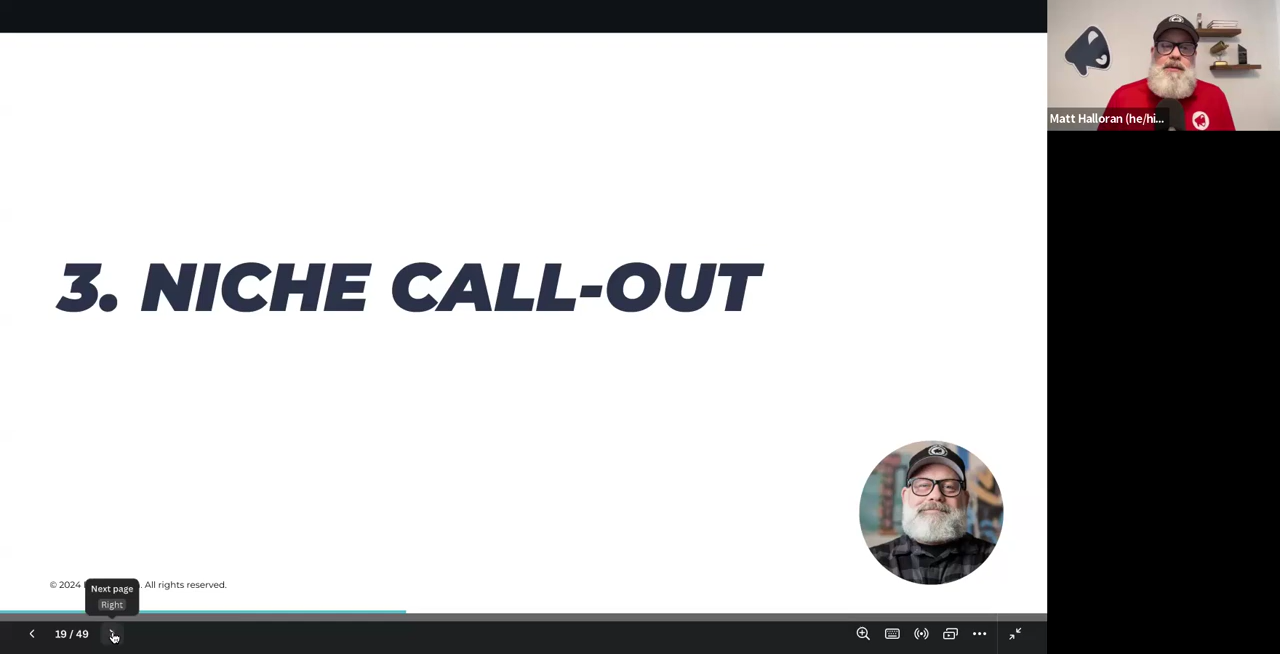 Matt Halloran (he/hi...
3. NICHE CALL-OUT
© 2024
. All rights reserved.
Next page
Right
19 / 49